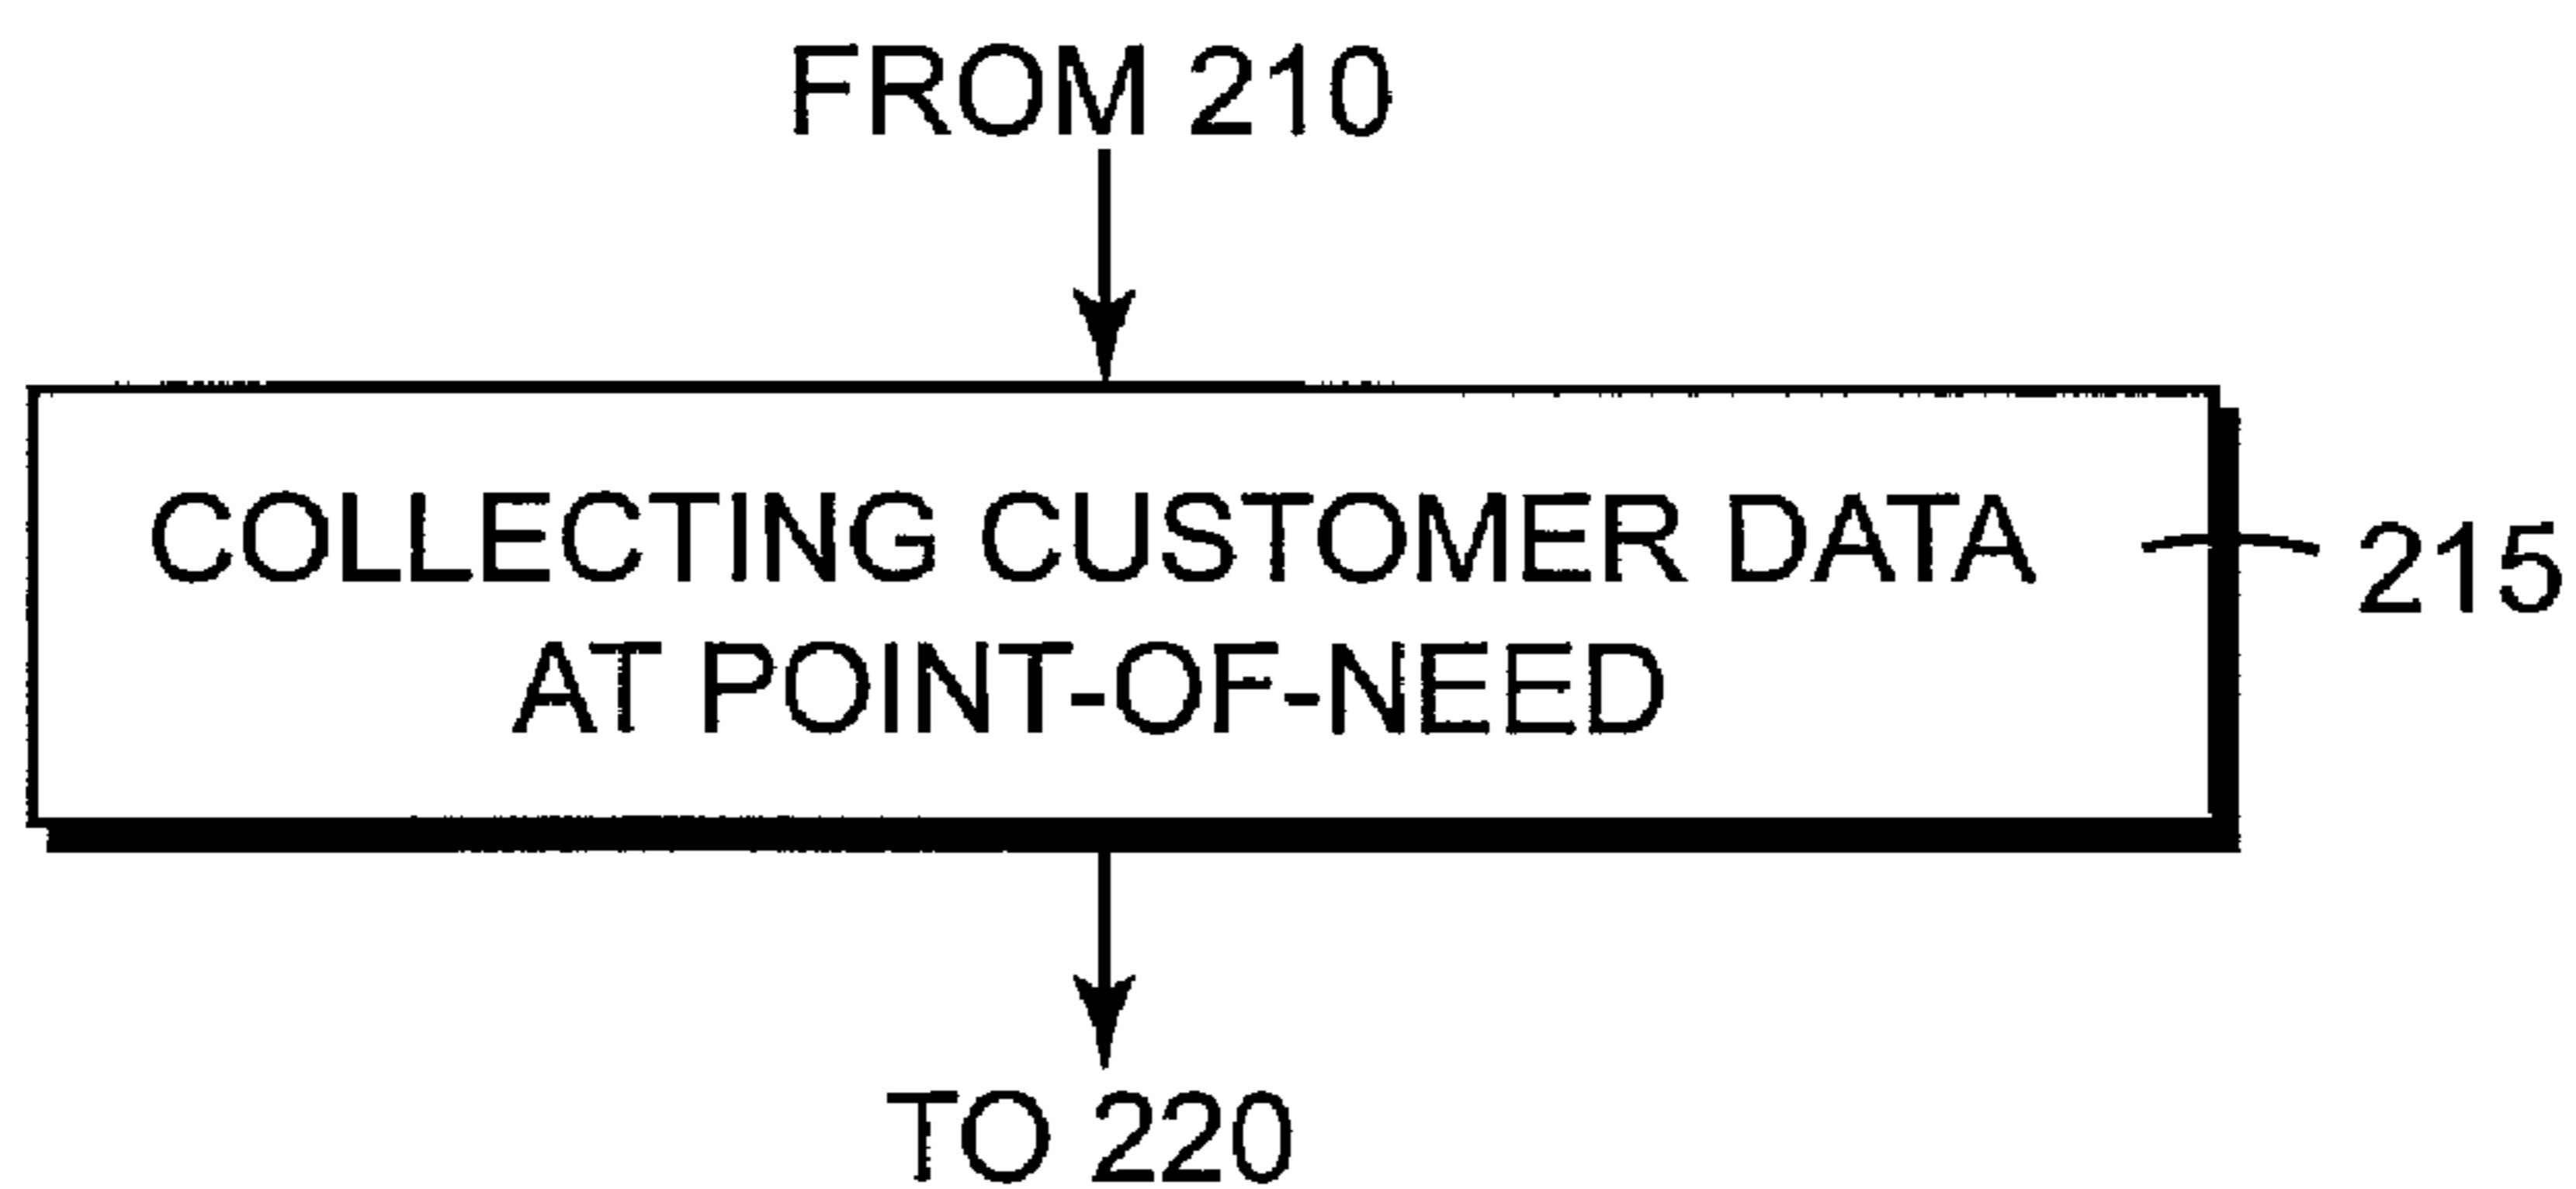 FROM 210
COLLECTING CUSTOMER DATA
AT POINT-OF-NEED
215
TO 220